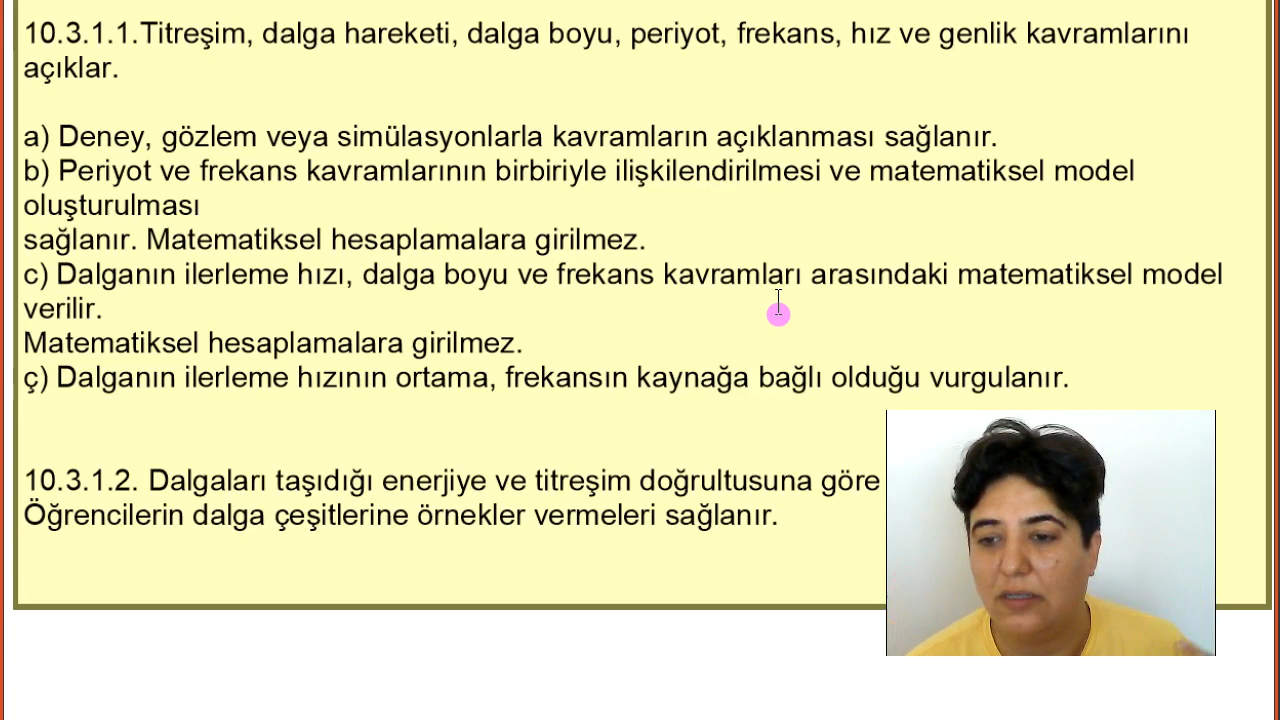 10.3.1.1.Titreşim, dalga hareketi, dalga boyu, periyot, frekans, hız ve genlik kavramlarını
açıklar.
a) Deney, gözlem veya simülasyonlarla kavramların açıklanması sağlanır.
b) Periyot ve frekans kavramlarının birbiriyle ilişkilendirilmesi ve matematiksel model
oluşturulması
sağlanır. Matematiksel hesaplamalara girilmez.
c) Dalganın ilerleme hızı, dalga boyu ve frekans kavramları arasındaki matematiksel model
verilir.
Matematiksel hesaplamalara girilmez.
ç) Dalganın ilerleme hızının ortama, frekansın kaynağa bağlı olduğu vurgulanır.
10.3.1.2. Dalgaları taşıdığı enerjiye ve titreşim doğrultusuna göre
Öğrencilerin dalga çeşitlerine örnekler vermeleri sağlanır.